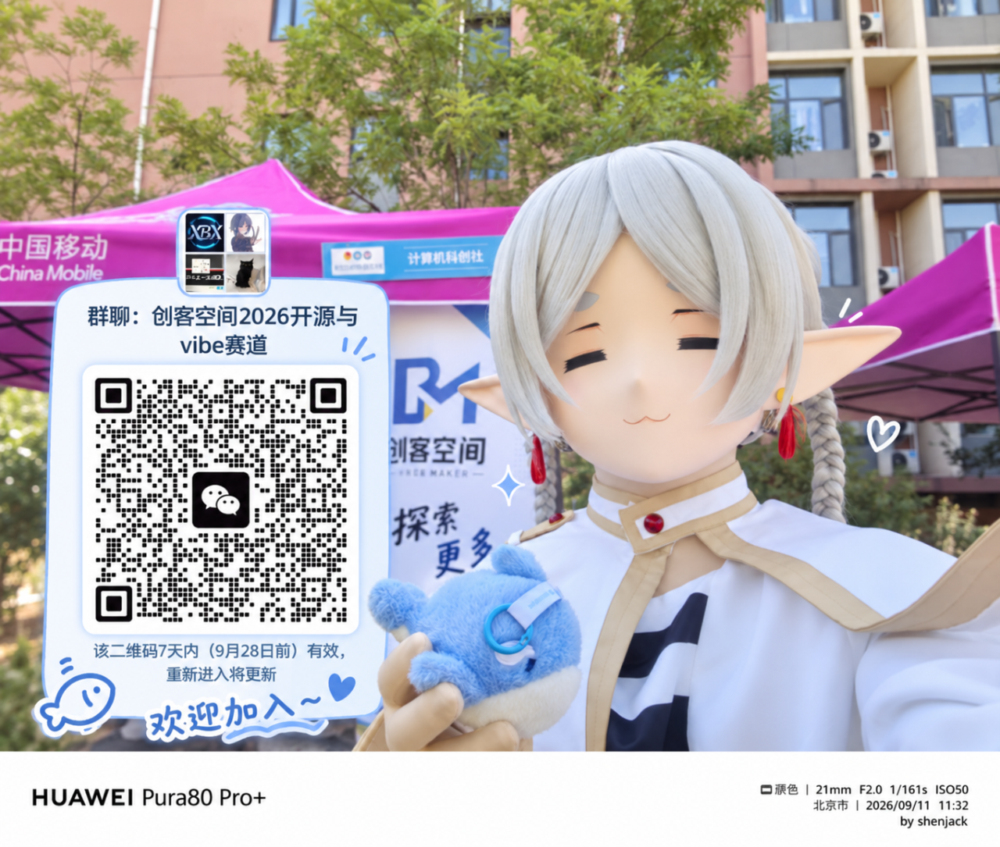 中国移动
China Mobile
XBX
计算机科创社
群聊：创客空间2026开源与
vibe赛道
创客空间
探索
更多
该二维码7天内（9月28日前）有效，
重新进入将更新
欢迎加入~
HUAWEI Pura80 Pro+
原色 | 21mm F2.0 1/161s ISO50
北京市 | 2026/09/11 11:32
by shenjack